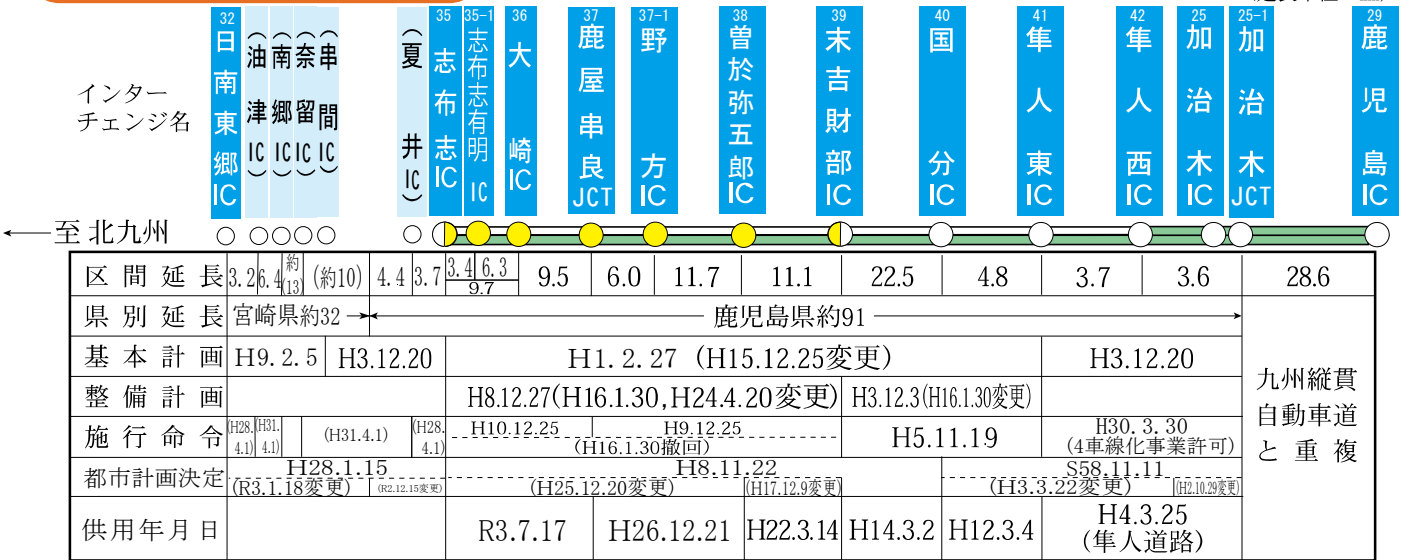 インター
チェンジ名
32 日南東郷IC
(油津IC)
(南郷IC)
(奈留IC)
(串間IC)
(夏井IC)
35 志布志IC
35-1 志布志有明IC
36 大崎IC
37 鹿屋串良JCT
37-1 野方IC
38 曽於弥五郎IC
39 末吉財部IC
40 国分IC
41 隼人東IC
42 隼人西IC
25 加治木IC
25-1 加治木JCT
29 鹿児島IC
←至 北九州
区間延長 3.2 6.4 約(13) (約10) 4.4 3.7 3.4 6.3 9.7 9.5 6.0 11.7 11.1 22.5 4.8 3.7 3.6 28.6
県別延長 宮崎県約32 鹿児島県約91
基本計画 H9.2.5 H3.12.20 H1.2.27 (H15.12.25変更) H3.12.20
整備計画 H8.12.27(H16.1.30,H24.4.20変更) H3.12.3(H16.1.30変更)
施行命令 (H28.4.1) (H31.4.1) (H31.4.1) (H28.4.1) H10.12.25 H9.12.25 (H16.1.30撤回) H5.11.19 H30.3.30 (4車線化事業許可)
都市計画決定 H28.1.15 (R3.1.18変更) (R2.12.15変更) H8.11.22 (H25.12.20変更) (H17.12.9変更) S58.11.11 (H3.3.22変更) (H2.10.29変更)
供用年月日 R3.7.17 H26.12.21 H22.3.14 H14.3.2 H12.3.4 H4.3.25 (隼人道路)
九州縦貫
自動車道
と重複